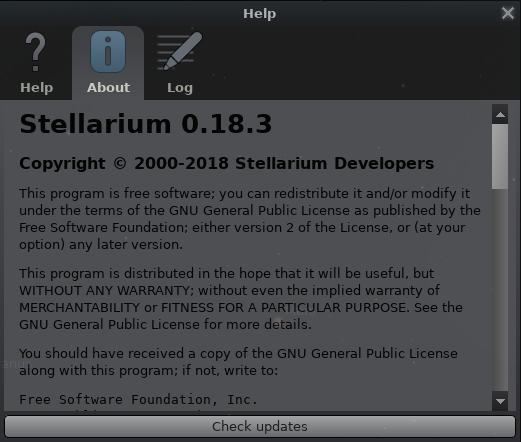 Help
Help
About
Log
Stellarium 0.18.3
Copyright © 2000-2018 Stellarium Developers
This program is free software; you can redistribute it and/or modify it
under the terms of the GNU General Public License as published by the
Free Software Foundation; either version 2 of the License, or (at your
option) any later version.
This program is distributed in the hope that it will be useful, but
WITHOUT ANY WARRANTY; without even the implied warranty of
MERCHANTABILITY or FITNESS FOR A PARTICULAR PURPOSE. See the
GNU General Public License for more details.
You should have received a copy of the GNU General Public License
along with this program; if not, write to:
Free Software Foundation, Inc.
Check updates